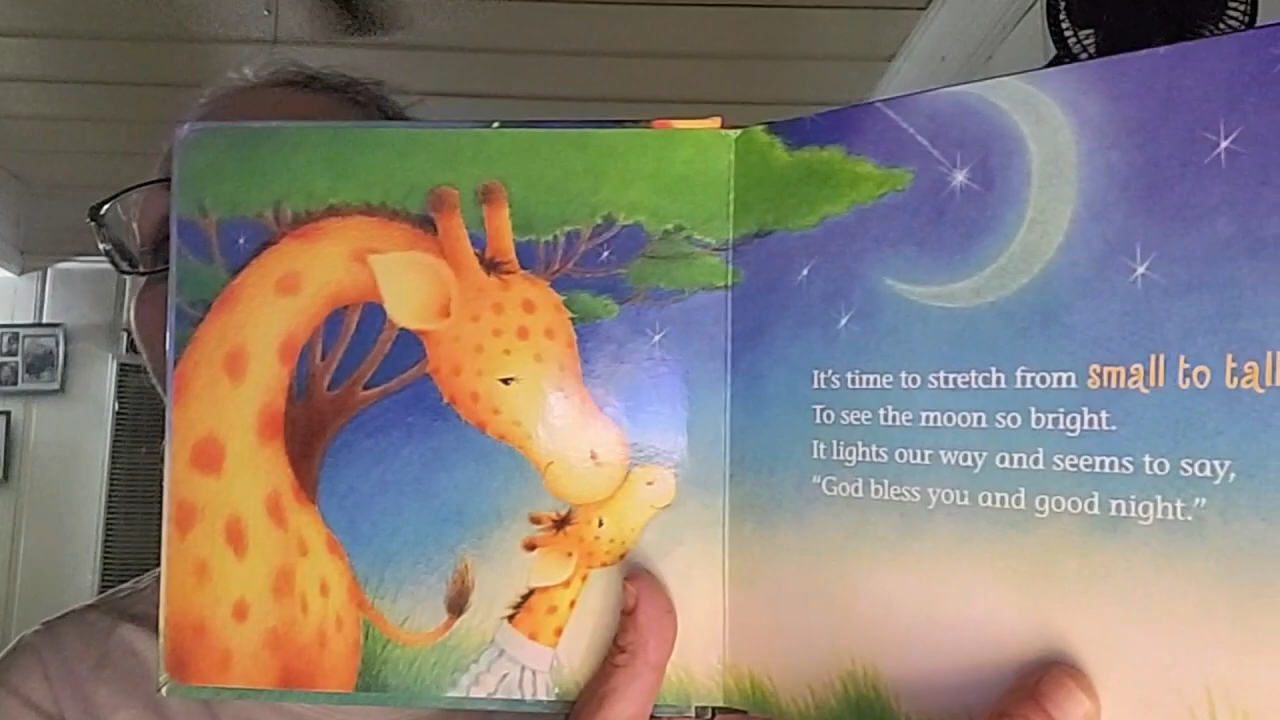 It's time to stretch from small to tall
To see the moon so bright.
It lights our way and seems to say,
"God bless you and good night."